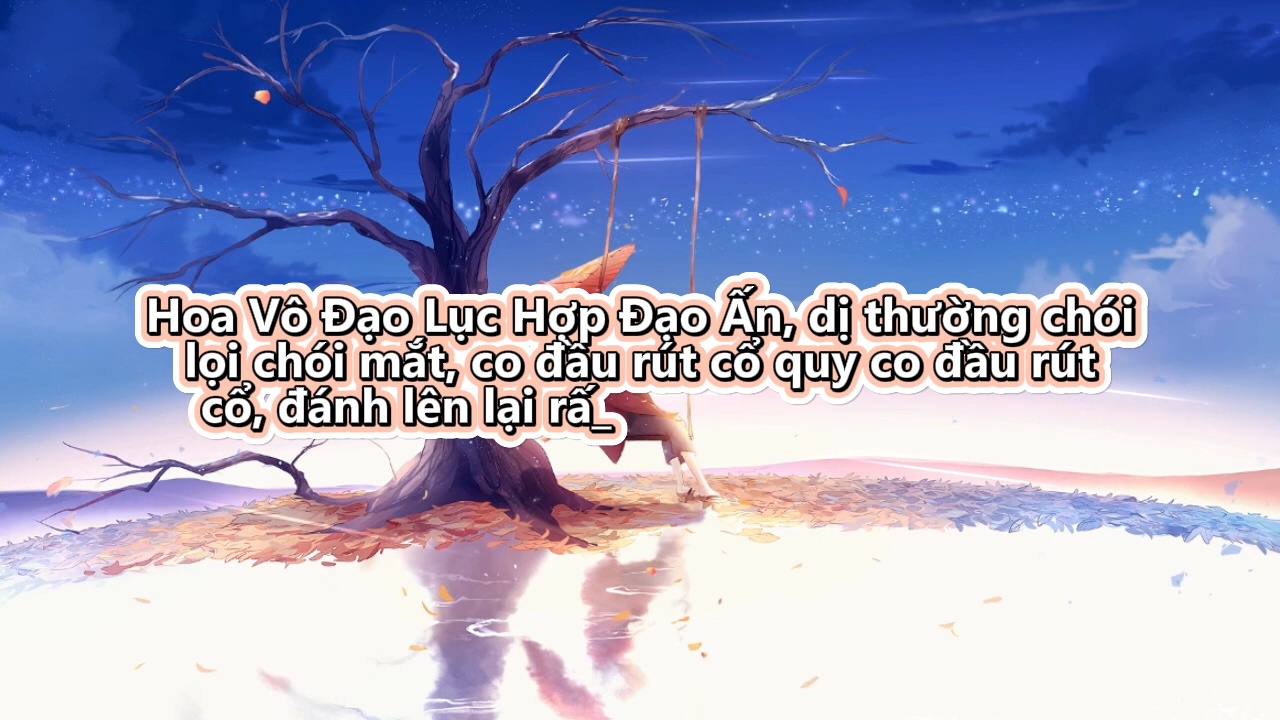 Hoa Vô Đạo Lục Hợp Đạo Ấn, dị thường chói
lọi chói mắt, co đầu rút cổ quy co đầu rút
cổ, đánh lên lại rấ_